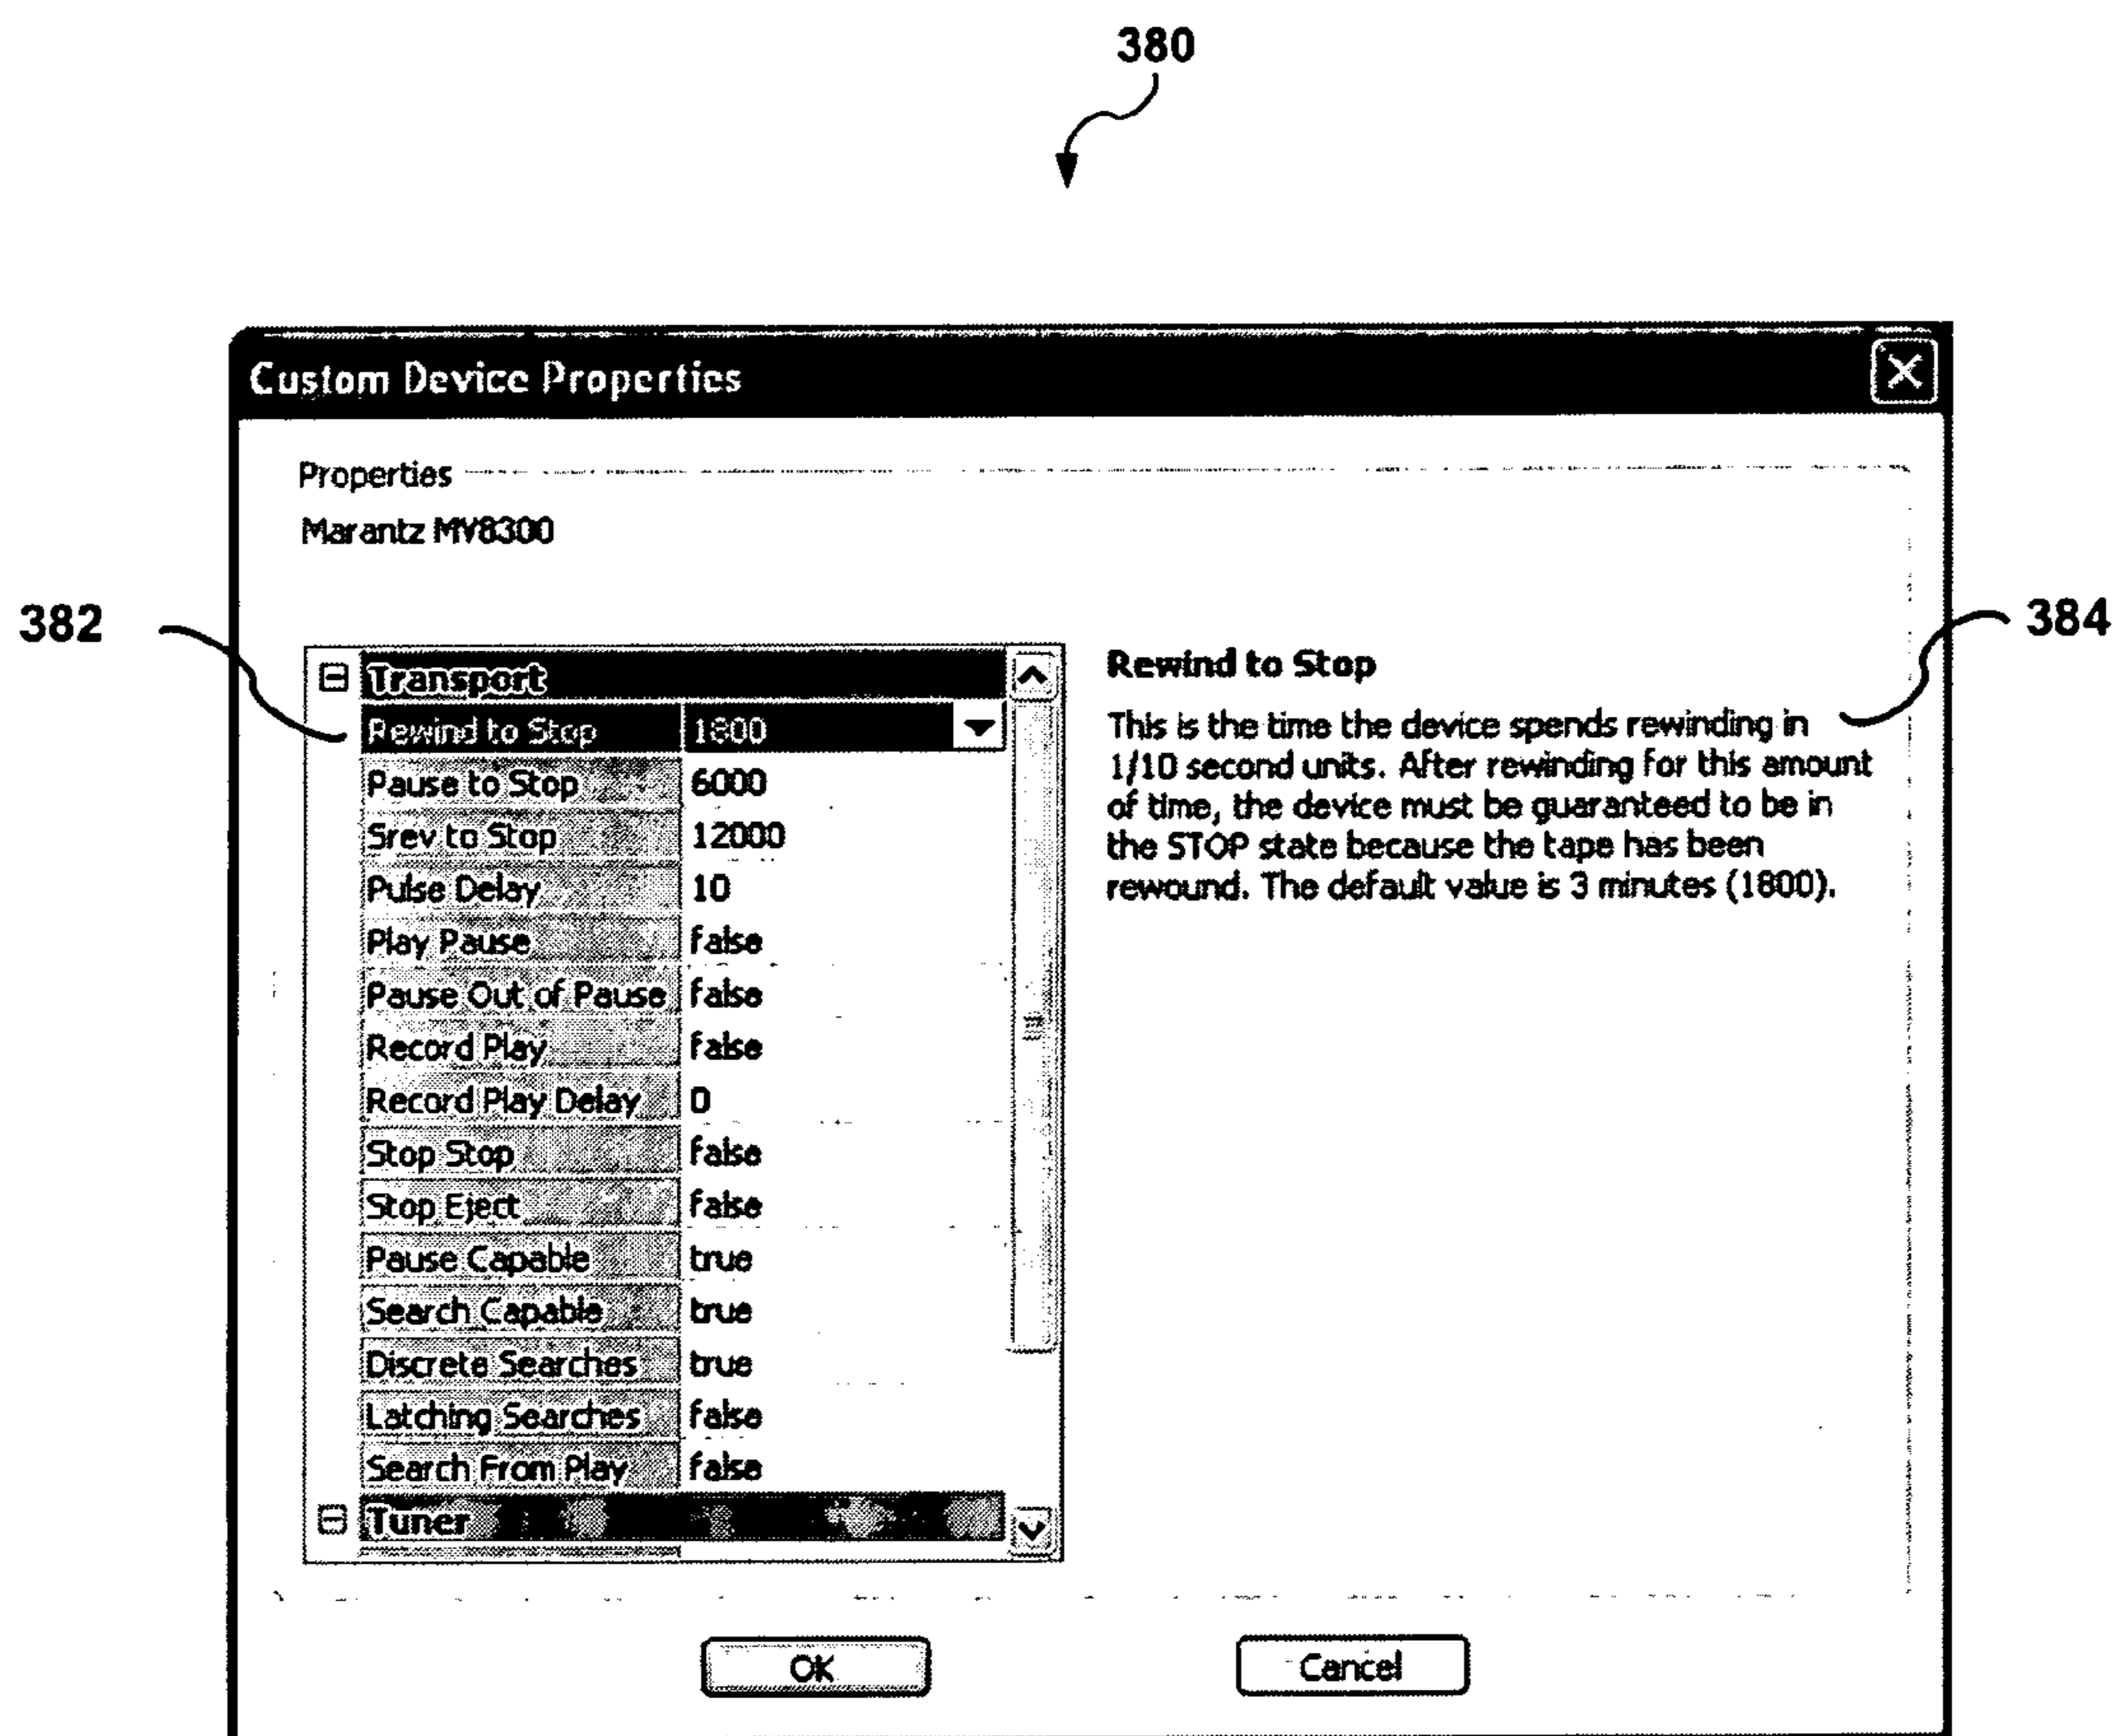 380
Custom Device Properties
Properties
Marantz MV8300
382
384
Transport
Rewind to Stop 1800
Pause to Stop 6000
Srev to Stop 12000
Pulse Delay 10
Play Pause false
Pause Out of Pause false
Record Play false
Record Play Delay 0
Stop Stop false
Stop Eject false
Pause Capable true
Search Capable true
Discrete Searches true
Latching Searches false
Search From Play false
Tuner
Rewind to Stop
This is the time the device spends rewinding in
1/10 second units. After rewinding for this amount
of time, the device must be guaranteed to be in
the STOP state because the tape has been
rewound. The default value is 3 minutes (1800).
OK
Cancel